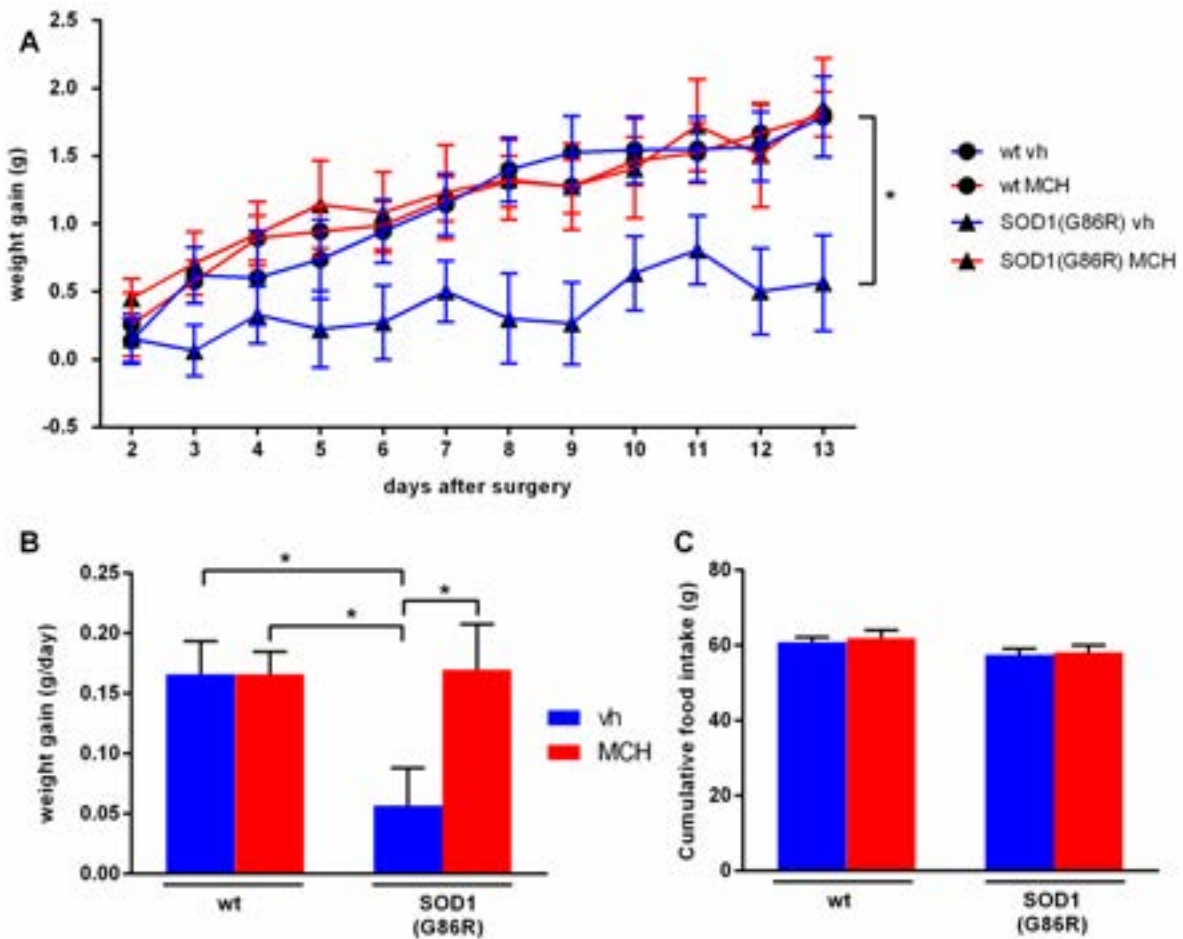 A
weight gain (g)
2.5
2.0
1.5
1.0
0.5
0.0
-0.5
2 3 4 5 6 7 8 9 10 11 12 13
days after surgery
*
wt vh
wt MCH
SOD1(G86R) vh
SOD1(G86R) MCH
B
weight gain (g/day)
0.25
0.20
0.15
0.10
0.05
0.00
*
*
*
wt SOD1
(G86R)
vh
MCH
C
Cumulative food intake (g)
80
60
40
20
0
wt SOD1
(G86R)